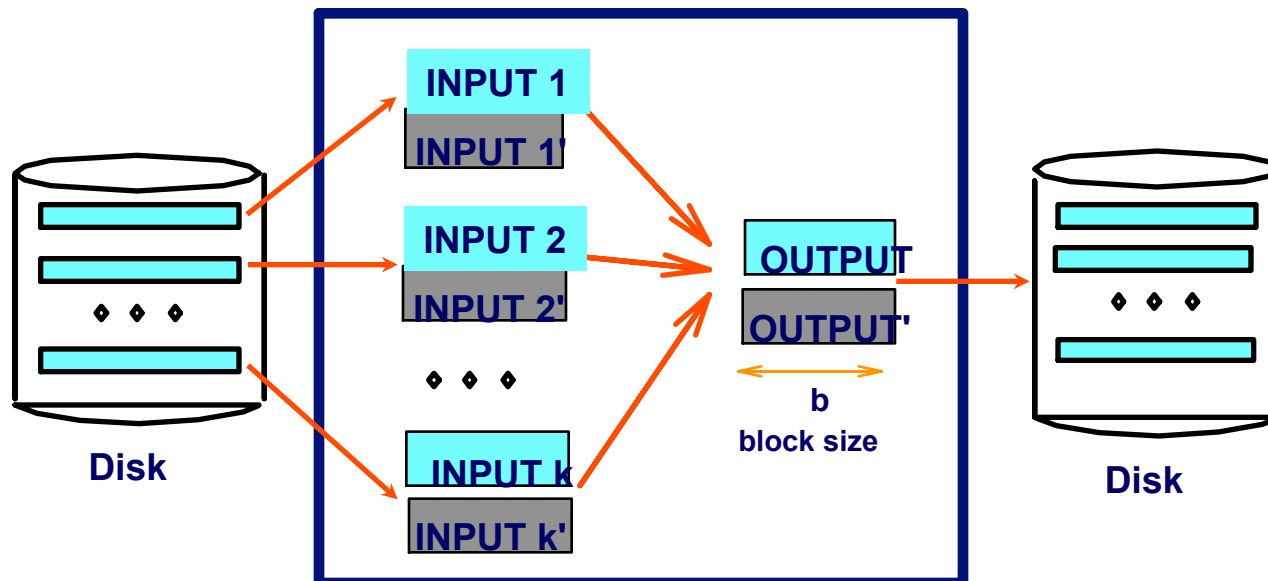 INPUT 1
INPUT 1'
INPUT 2
INPUT 2'
INPUT k
INPUT k'
OUTPUT
OUTPUT'
b
block size
Disk
Disk